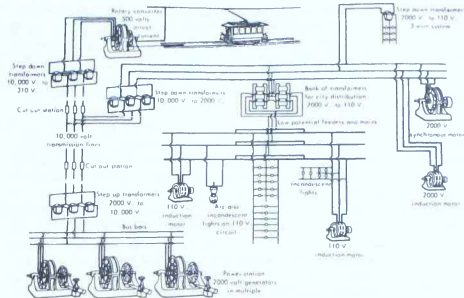 Rotary converter
500 volts
direct
current
Step down
transformers
10,000 v. to
310 V
Cut out station
10,000 volt
transmission lines
Cut out station
Step up transformers
2000 V. to
10,000 v.
Bus bars
Power station
2000 volt generators
in multiple
Step down transformers
10,000 v. to 2000
Bank of transformers
for city distribution
2000 V. to 110 V.
Low potential feeders and mains
110 V
induction
motor
Arc also
incandescent
lights on 110 V
circuit
incandescent
lights
110 V
induction motor
Step down transformer
2000 V. to 110 V.
3 wire system
2000 V
synchronous motor
2000 V
induction motor